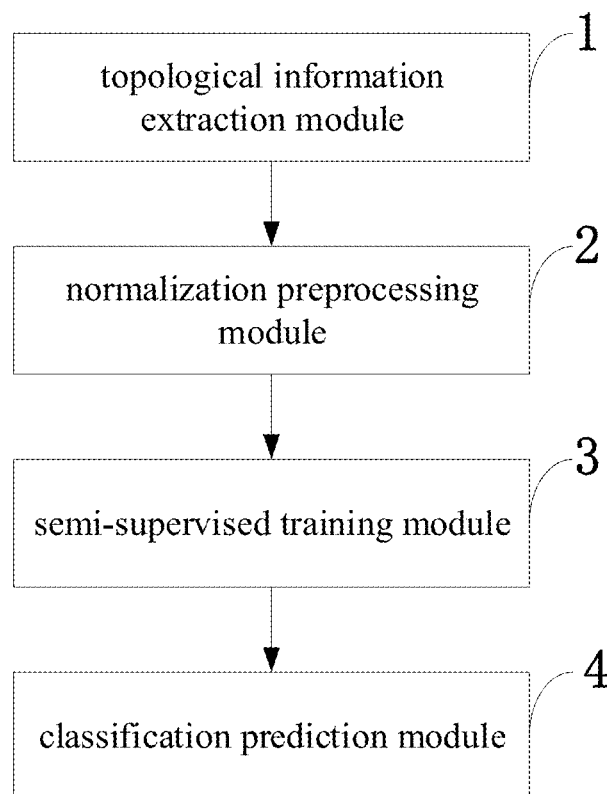 1
topological information
extraction module
2
normalization preprocessing
module
3
semi-supervised training module
4
classification prediction module